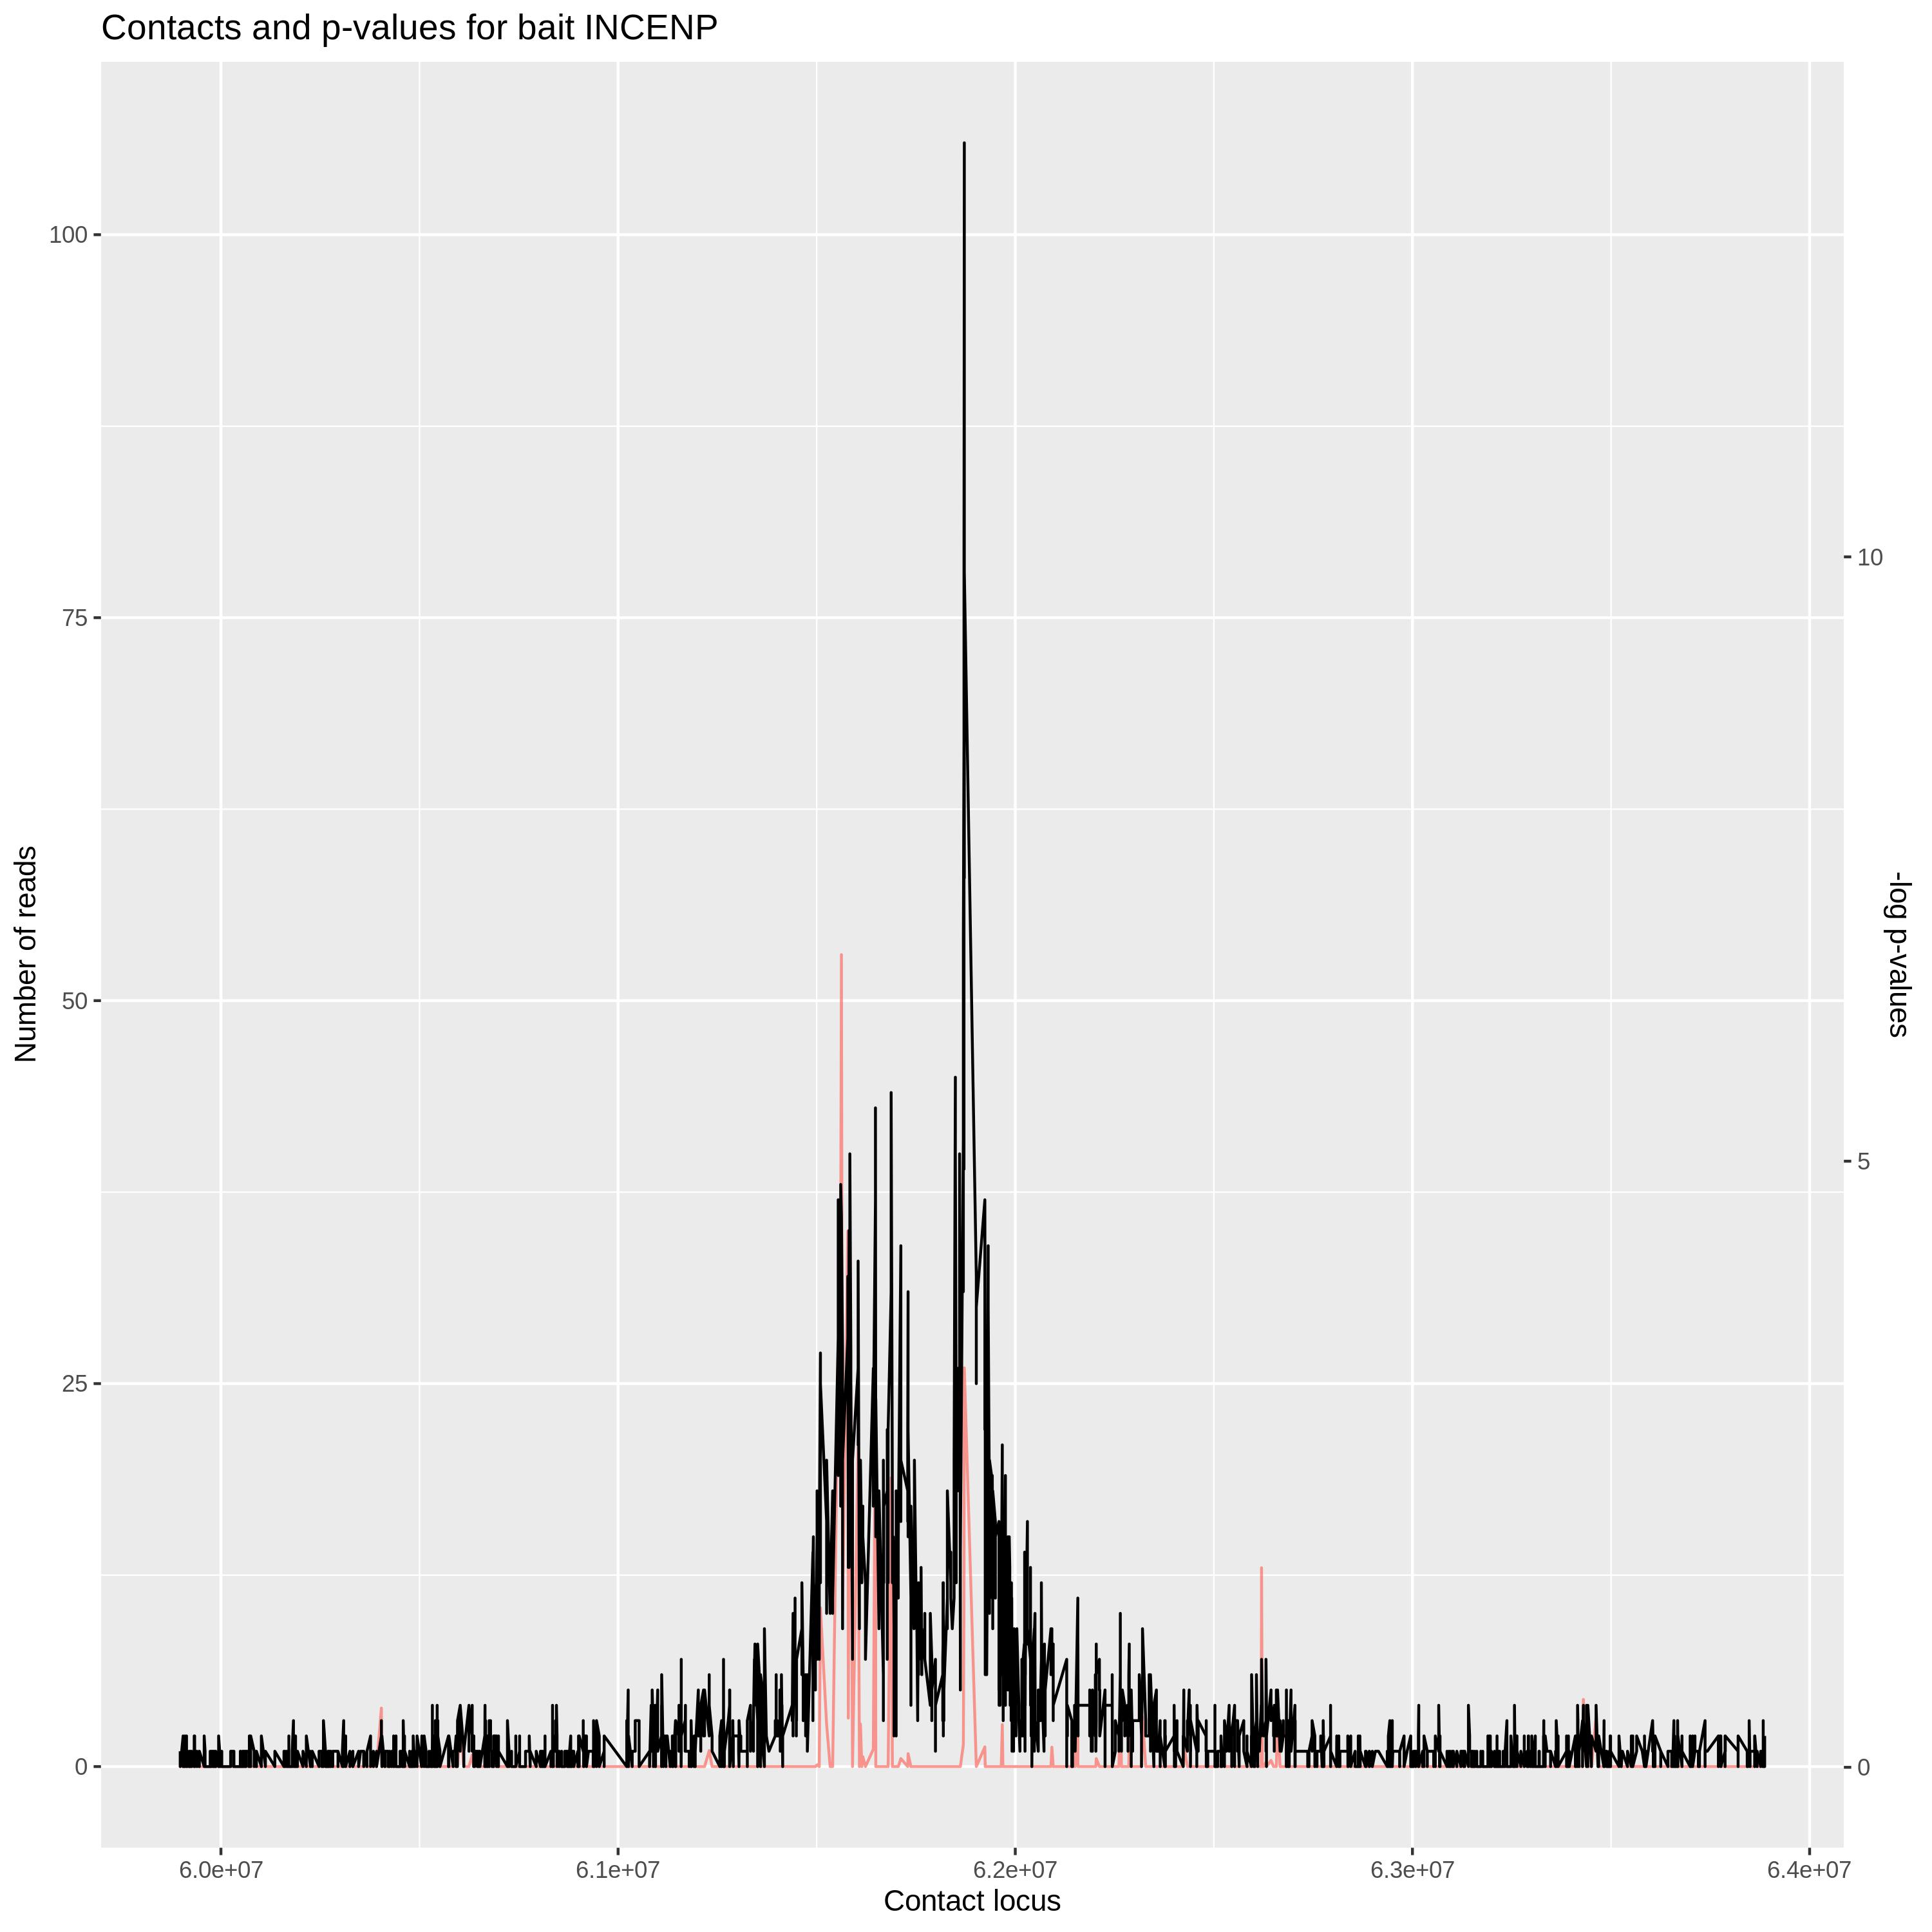 Contacts and p-values for bait INCENP
100
75
50
25
0
Number of reads
10
5
0
-log p-values
6.0e+07
6.1e+07
6.2e+07
6.3e+07
6.4e+07
Contact locus